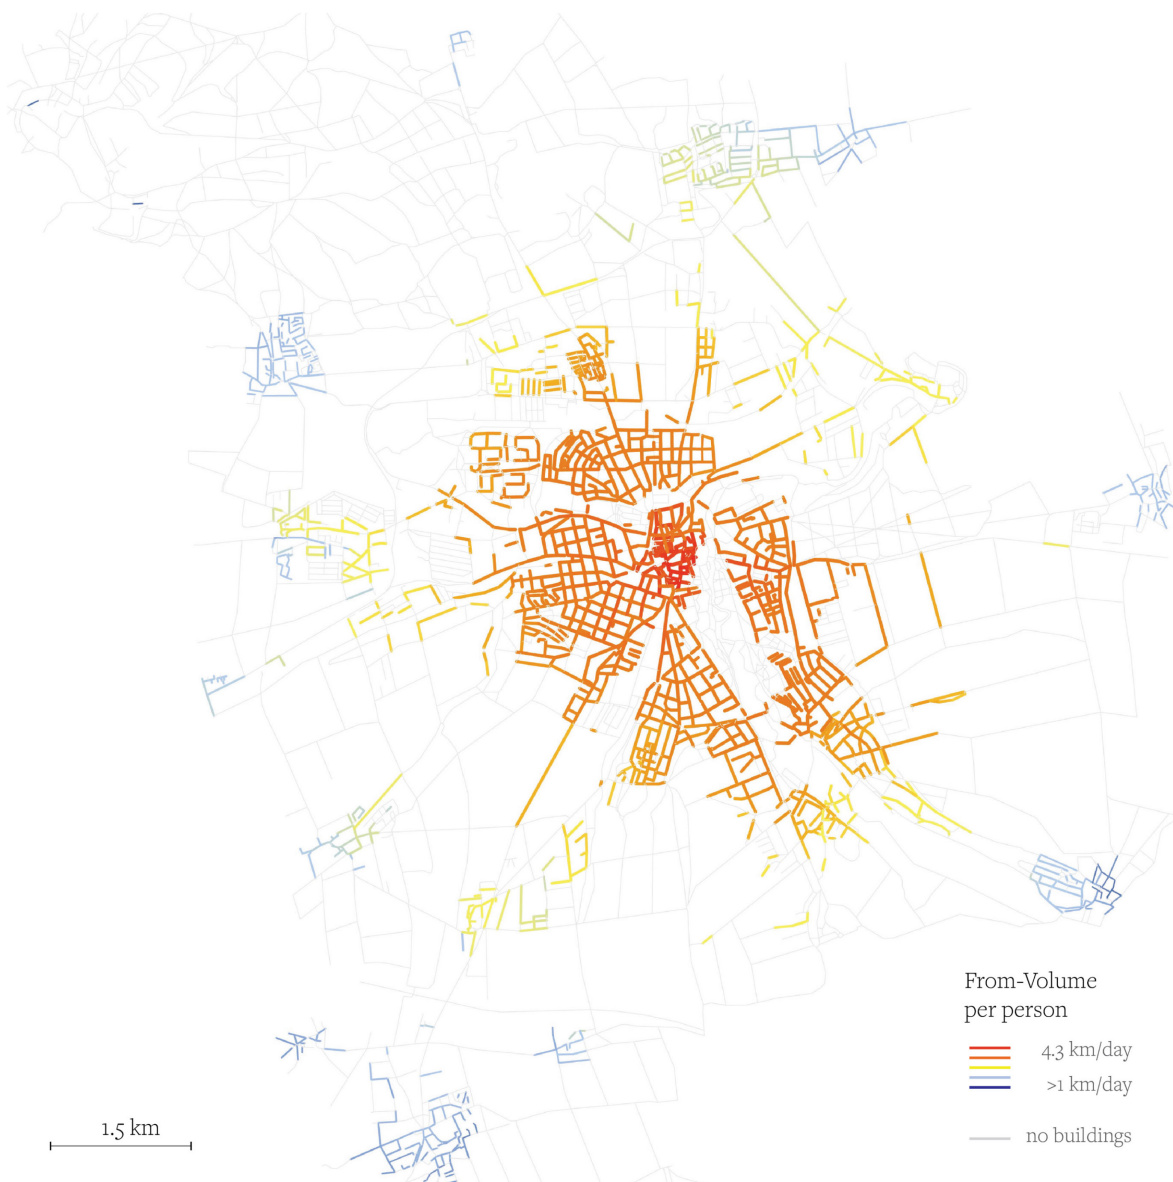 From-Volume
per person
4.3 km/day
>1 km/day
no buildings
1.5 km